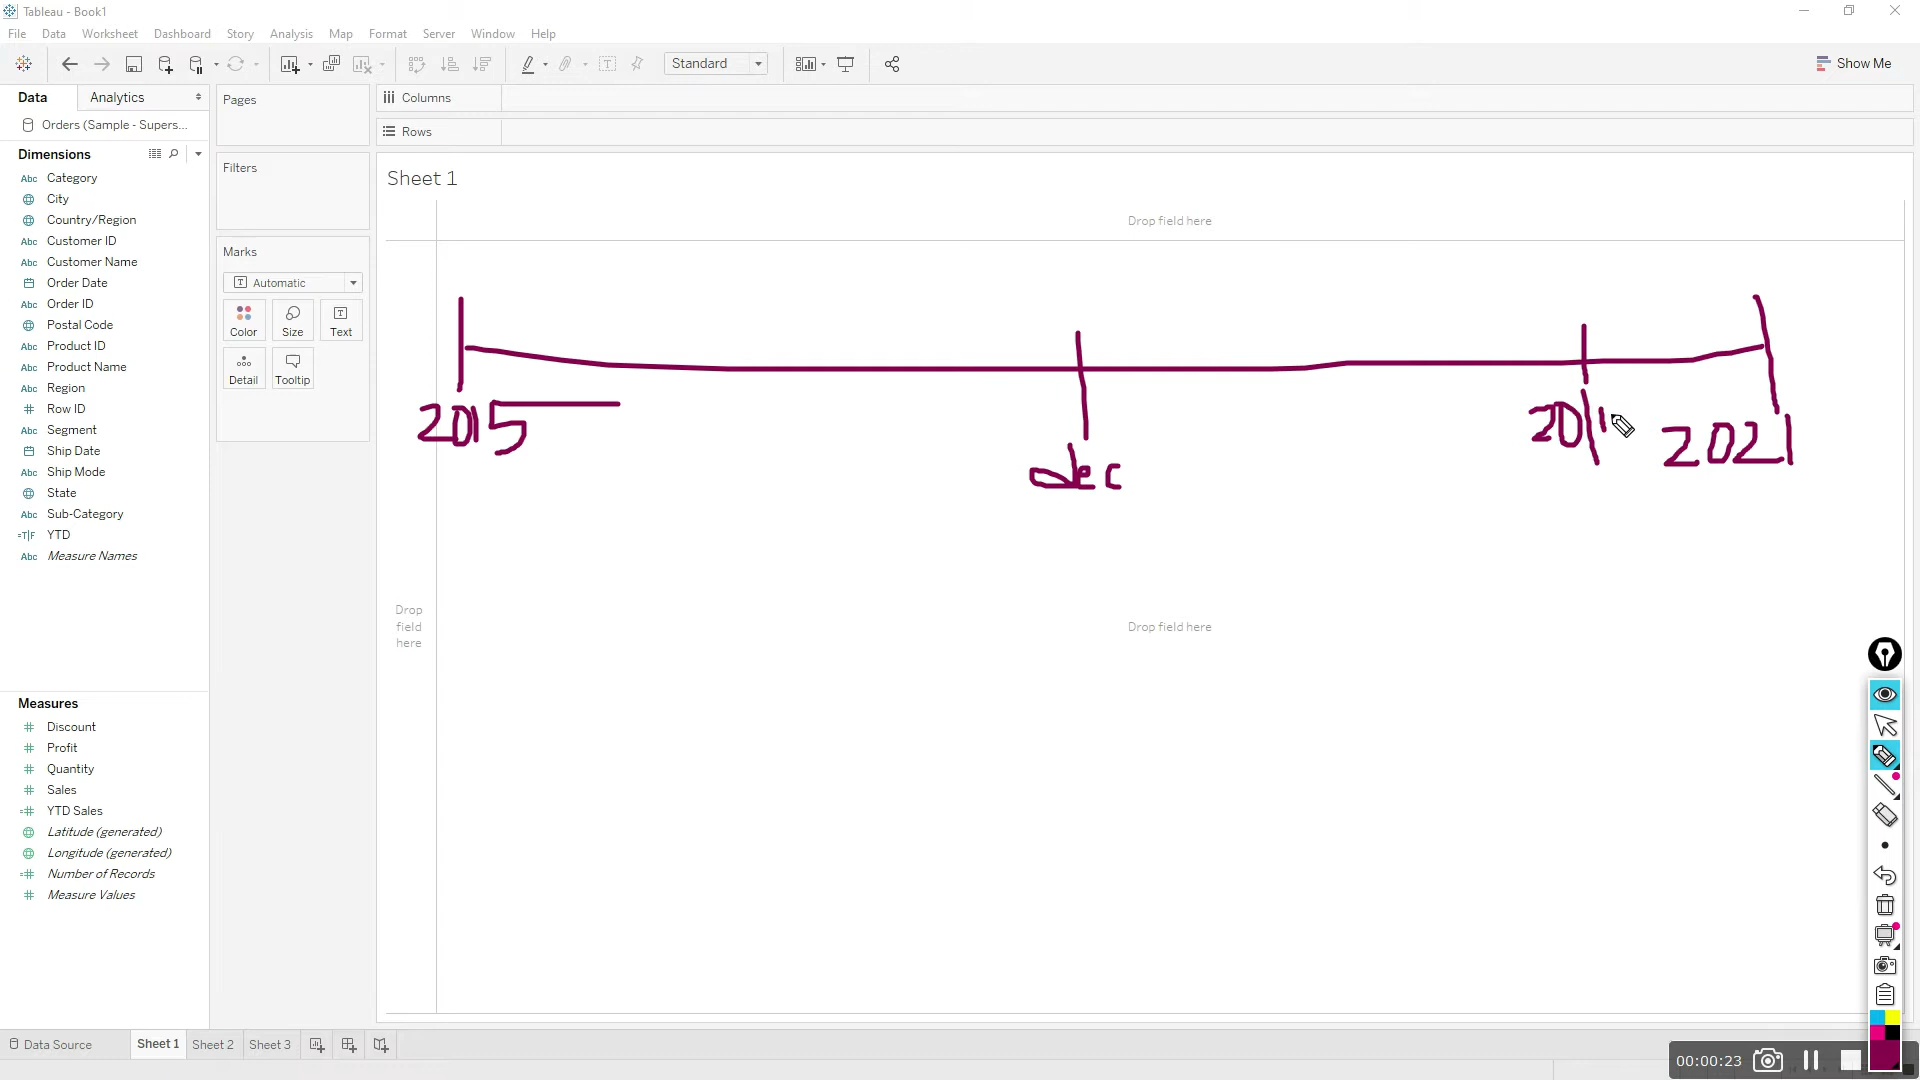 Tableau - Book1
File Data Worksheet Dashboard Story Analysis Map Format Server Window Help
Standard
Show Me
Data Analytics
Pages
Columns
Orders (Sample - Supers...
Rows
Dimensions
Filters
Sheet 1
Category
City
Country/Region
Drop field here
Customer ID
Marks
Customer Name
Order Date
Automatic
Order ID
Postal Code
Color Size Text
Product ID
Product Name
Detail Tooltip
Region
Row ID
2015
2021
Segment
Ship Date
dec
Ship Mode
State
Sub-Category
YTD
Measure Names
Drop field here
Drop field here
Measures
Discount
Profit
Quantity
Sales
YTD Sales
Latitude (generated)
Longitude (generated)
Number of Records
Measure Values
Data Source Sheet 1 Sheet 2 Sheet 3
00:00:23